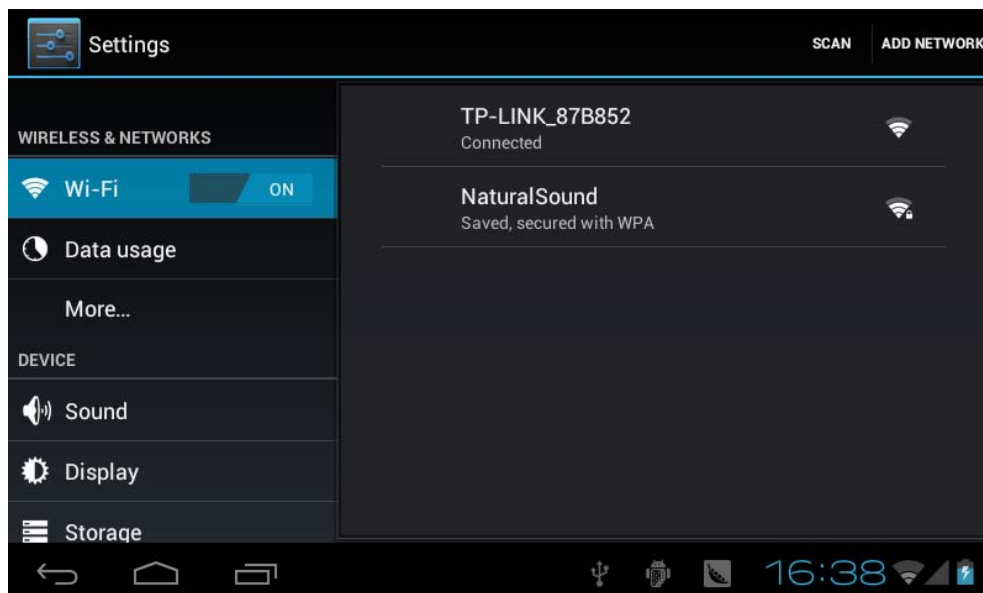 Settings
SCAN
ADD NETWORK
WIRELESS & NETWORKS
Wi-Fi
ON
Data usage
More...
DEVICE
Sound
Display
Storage
TP-LINK_87B852
Connected
NaturalSound
Saved, secured with WPA
16:38